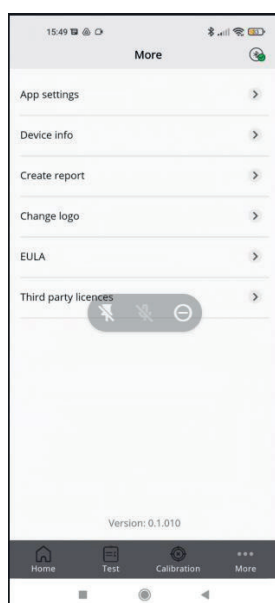 15:49
More
App settings
Device info
Create report
Change logo
EULA
Third party licences
Version: 0.1.010
Home Test Calibration More